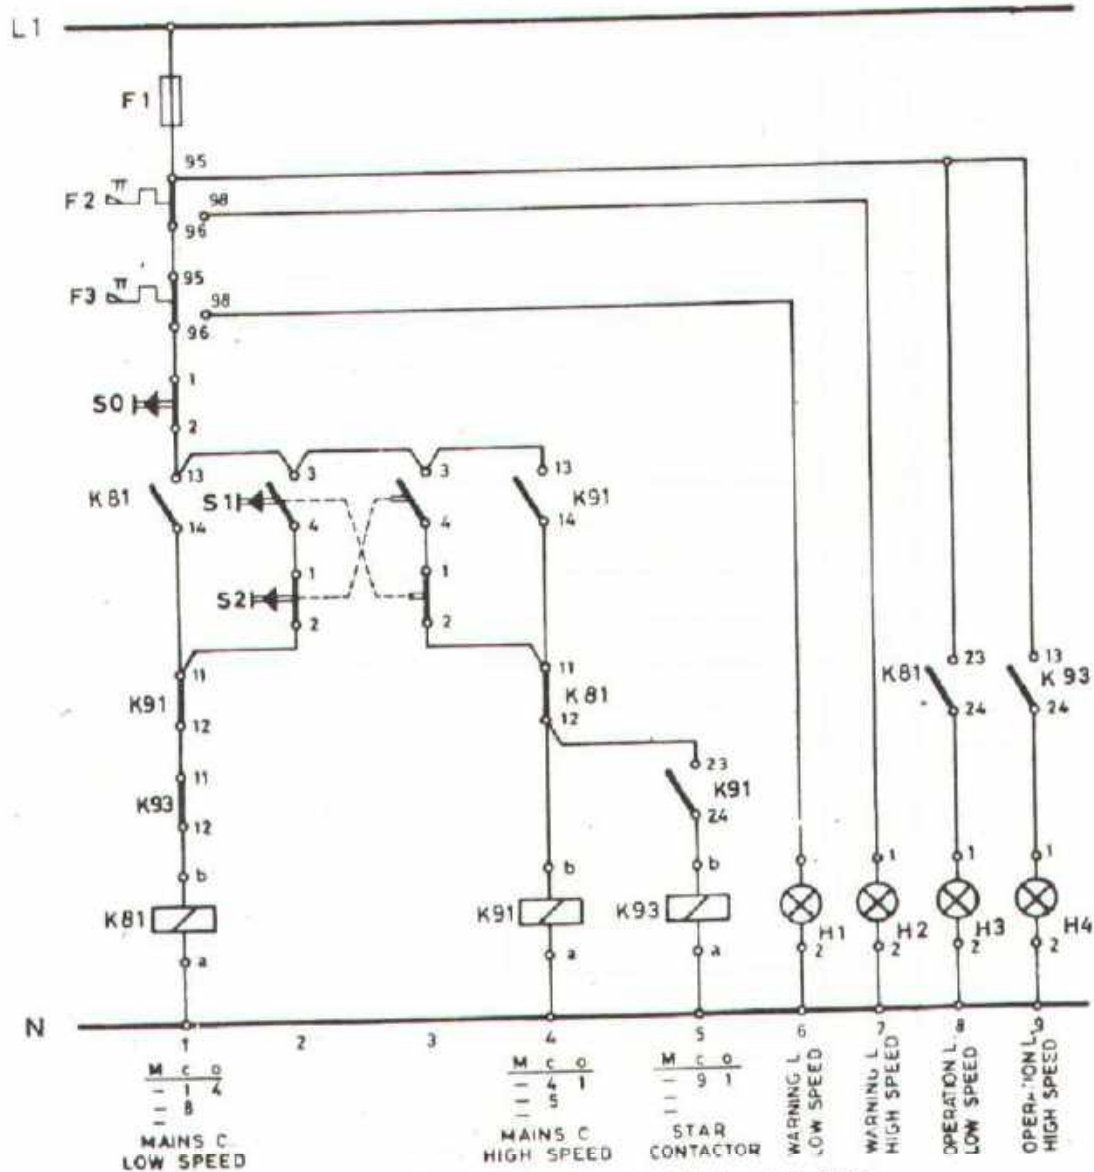 L1
F1
95
F2
π
98
96
95
F3
π
98
96
1
S0
2
13
3
3
13
K81
S1
K91
14
4
4
14
1
1
S2
2
2
11
11
K91
K81
12
12
23
13
K81
K93
24
24
11
K93
12
23
K91
24
b
b
b
1
1
1
K81
K91
K93
H1
H2
H3
H4
a
a
a
2
2
2
2
N
1
2
3
4
5
6
7
8
9
M c o
- 1 4
- 8
MAINS C
LOW SPEED
M c o
- 4 1
- 5
MAINS C
HIGH SPEED
M c o
- 9 1
STAR
CONTACTOR
WARNING L
LOW SPEED
WARNING L
HIGH SPEED
OPERATION L.
LOW SPEED
OPERATION L.
HIGH SPEED